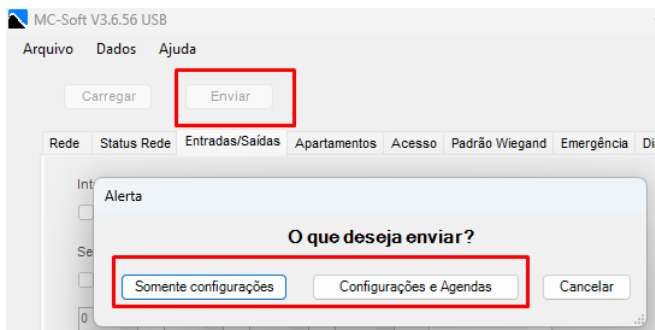 MC-Soft V3.6.56 USB
Arquivo Dados Ajuda
Carregar Enviar
Rede Status Rede Entradas/Saídas Apartamentos Acesso Padrão Wiegand Emergência
Alerta
O que deseja enviar?
Somente configurações Configurações e Agendas Cancelar
0